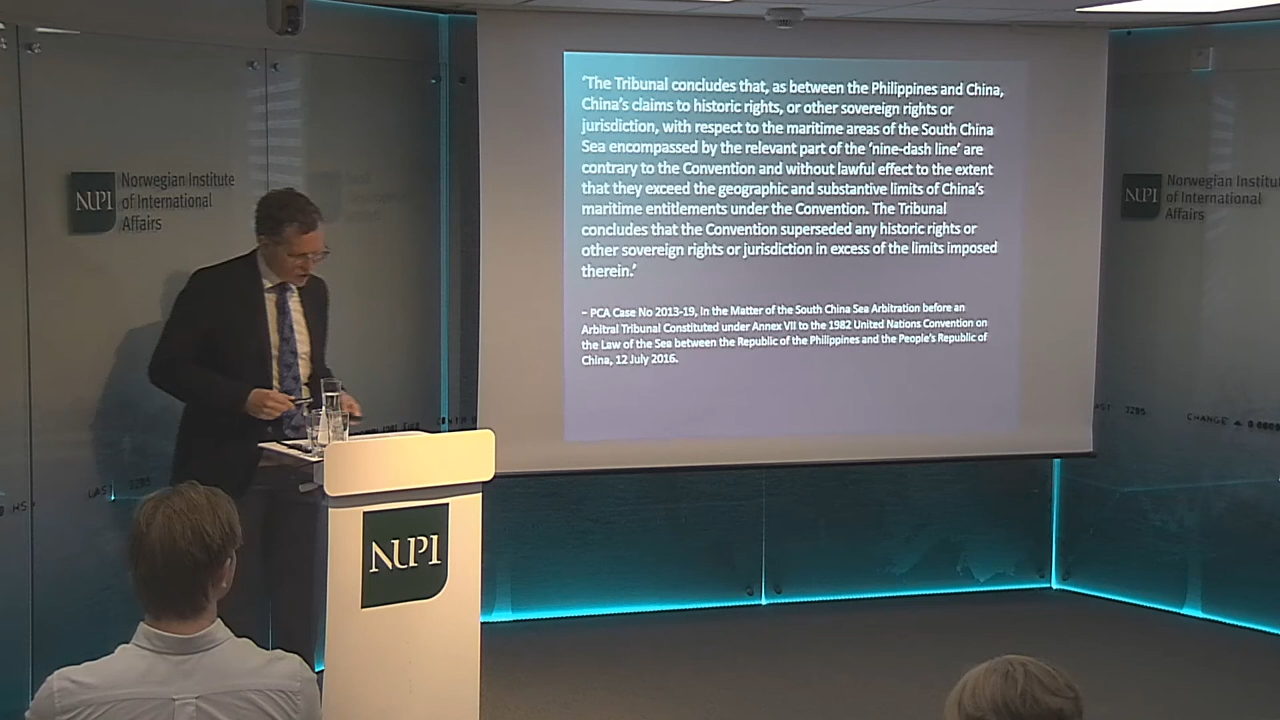 'The Tribunal concludes that, as between the Philippines and China,
China's claims to historic rights, or other sovereign rights or
jurisdiction, with respect to the maritime areas of the South China
Sea encompassed by the relevant part of the 'nine-dash line' are
contrary to the Convention and without lawful effect to the extent
that they exceed the geographic and substantive limits of China's
maritime entitlements under the Convention. The Tribunal
concludes that the Convention superseded any historic rights or
other sovereign rights or jurisdiction in excess of the limits imposed
therein.'
– PCA Case No 2013-19, In the Matter of the South China Sea Arbitration before an
Arbitral Tribunal Constituted under Annex VII to the 1982 United Nations Convention on
the Law of the Sea between the Republic of the Philippines and the People's Republic of
China, 12 July 2016.
NUPI
Norwegian Institute
of International
Affairs
NUPI
Norwegian
of International
Affairs
LAST 7285
7285
CHANGE
NUPI